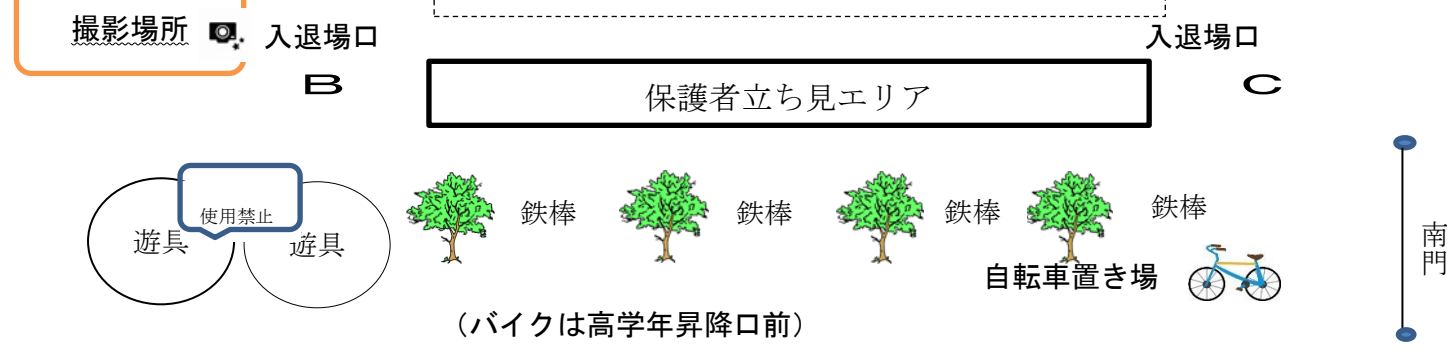 撮影場所
入退場口
入退場口
B
保護者立ち見エリア
C
使用禁止
遊具
遊具
鉄棒
鉄棒
鉄棒
鉄棒
南門
自転車置き場
（バイクは高学年昇降口前）